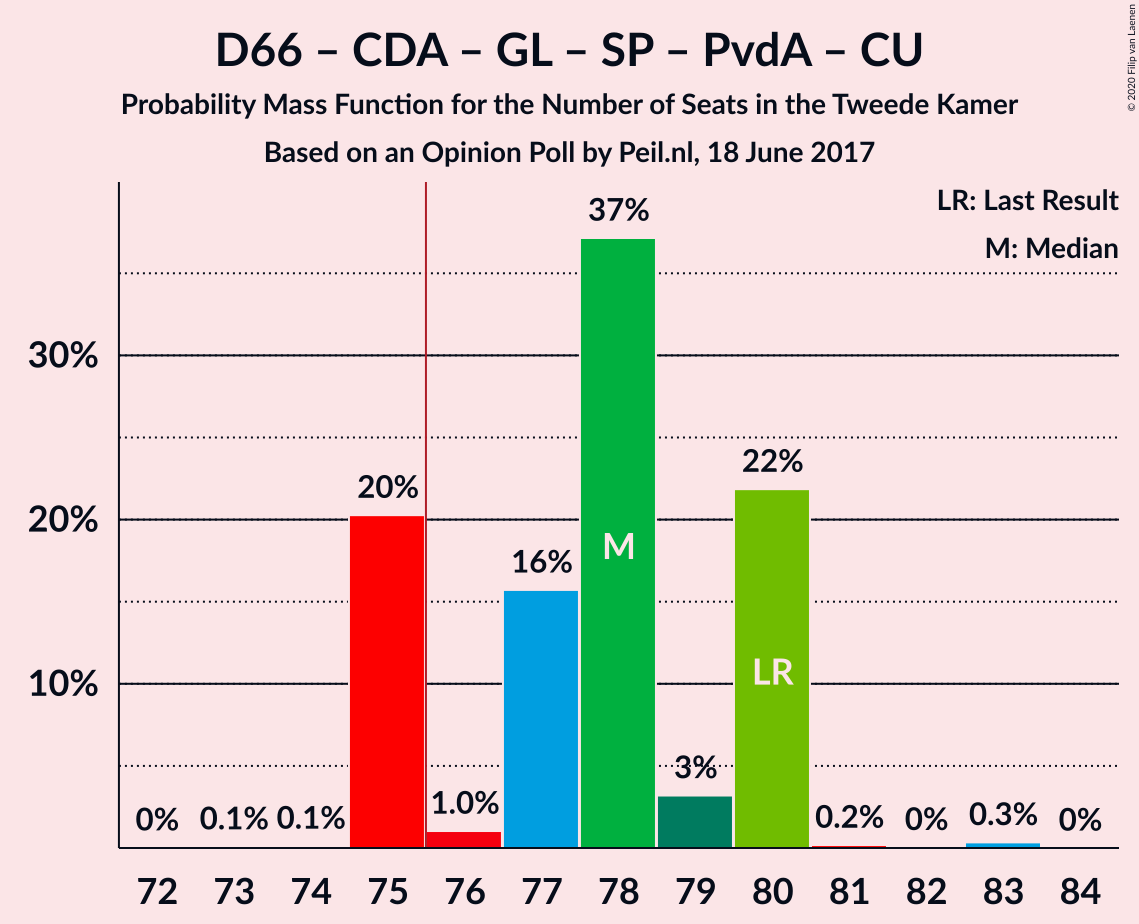 D66 – CDA – GL – SP – PvdA – CU
Probability Mass Function for the Number of Seats in the Tweede Kamer
Based on an Opinion Poll by Peil.nl, 18 June 2017
© 2020 Filip van Laenen
LR: Last Result
M: Median
30%
20%
10%
0% 0.1% 0.1% 20% 1.0% 16% 37% 3% 22% 0.2% 0% 0.3% 0%
M
LR
72 73 74 75 76 77 78 79 80 81 82 83 84